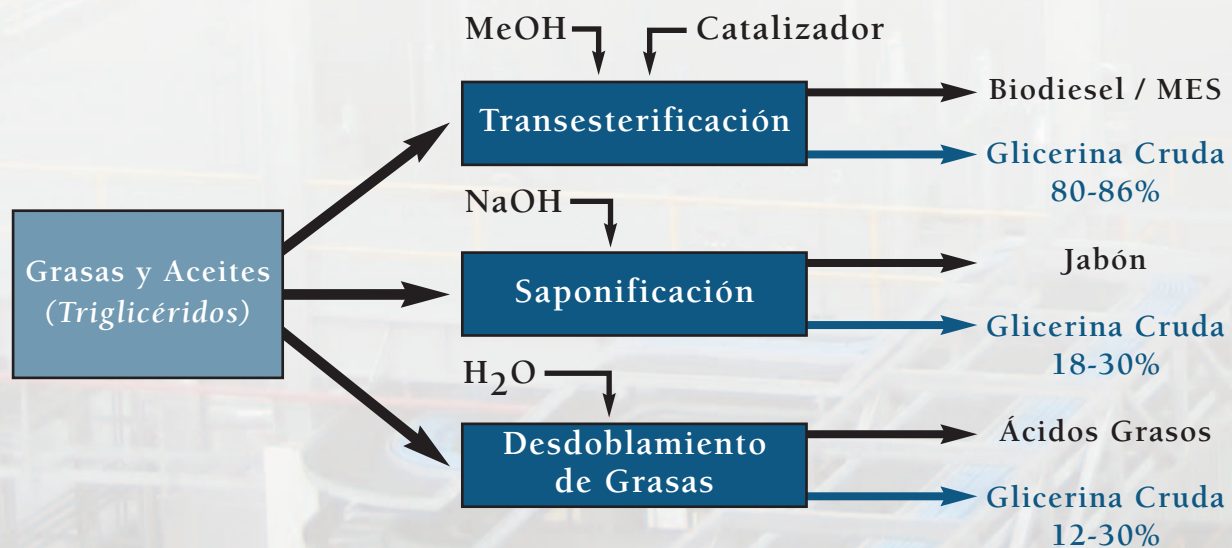 MeOH
Catalizador
Transesterificación
Biodiesel / MES
Glicerina Cruda
80-86%
NaOH
Grasas y Aceites
(Triglicéridos)
Saponificación
Jabón
Glicerina Cruda
18-30%
H2O
Desdoblamiento
de Grasas
Ácidos Grasos
Glicerina Cruda
12-30%